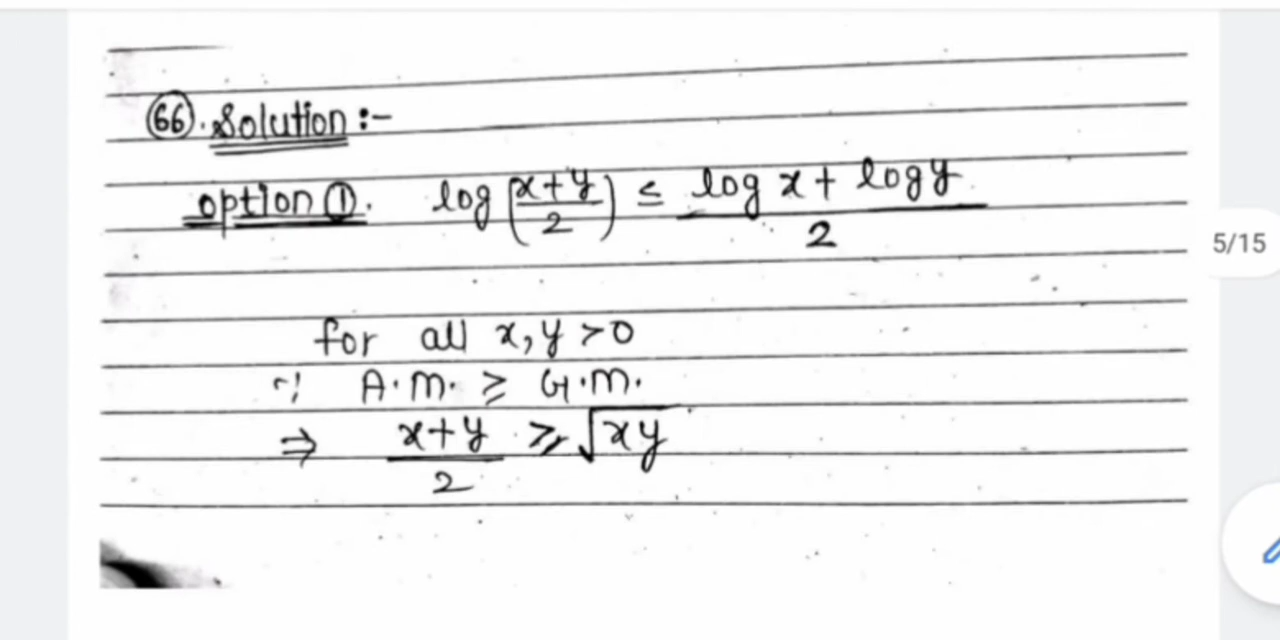 66. Solution :-
option ①. log (x+y/2) ≤ log x + log y / 2
for all x, y > 0
∵ A.M. ≥ G.M.
⇒ x+y/2 ≥ √xy
5/15